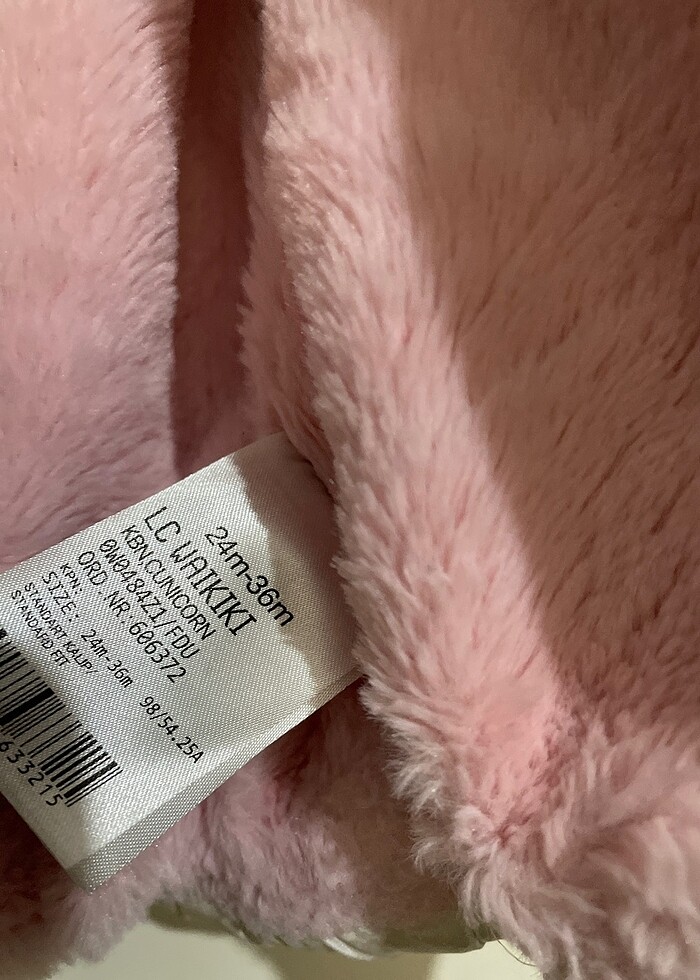 24m-36m
LC WAIKIKI
KBN:CUNICORN
0W0484Z1/FDU
ORD. NR: 606372
KPN:
SIZE: 24m-36m 98/54.25A
STANDART KALIP/
STANDARD FIT
633215